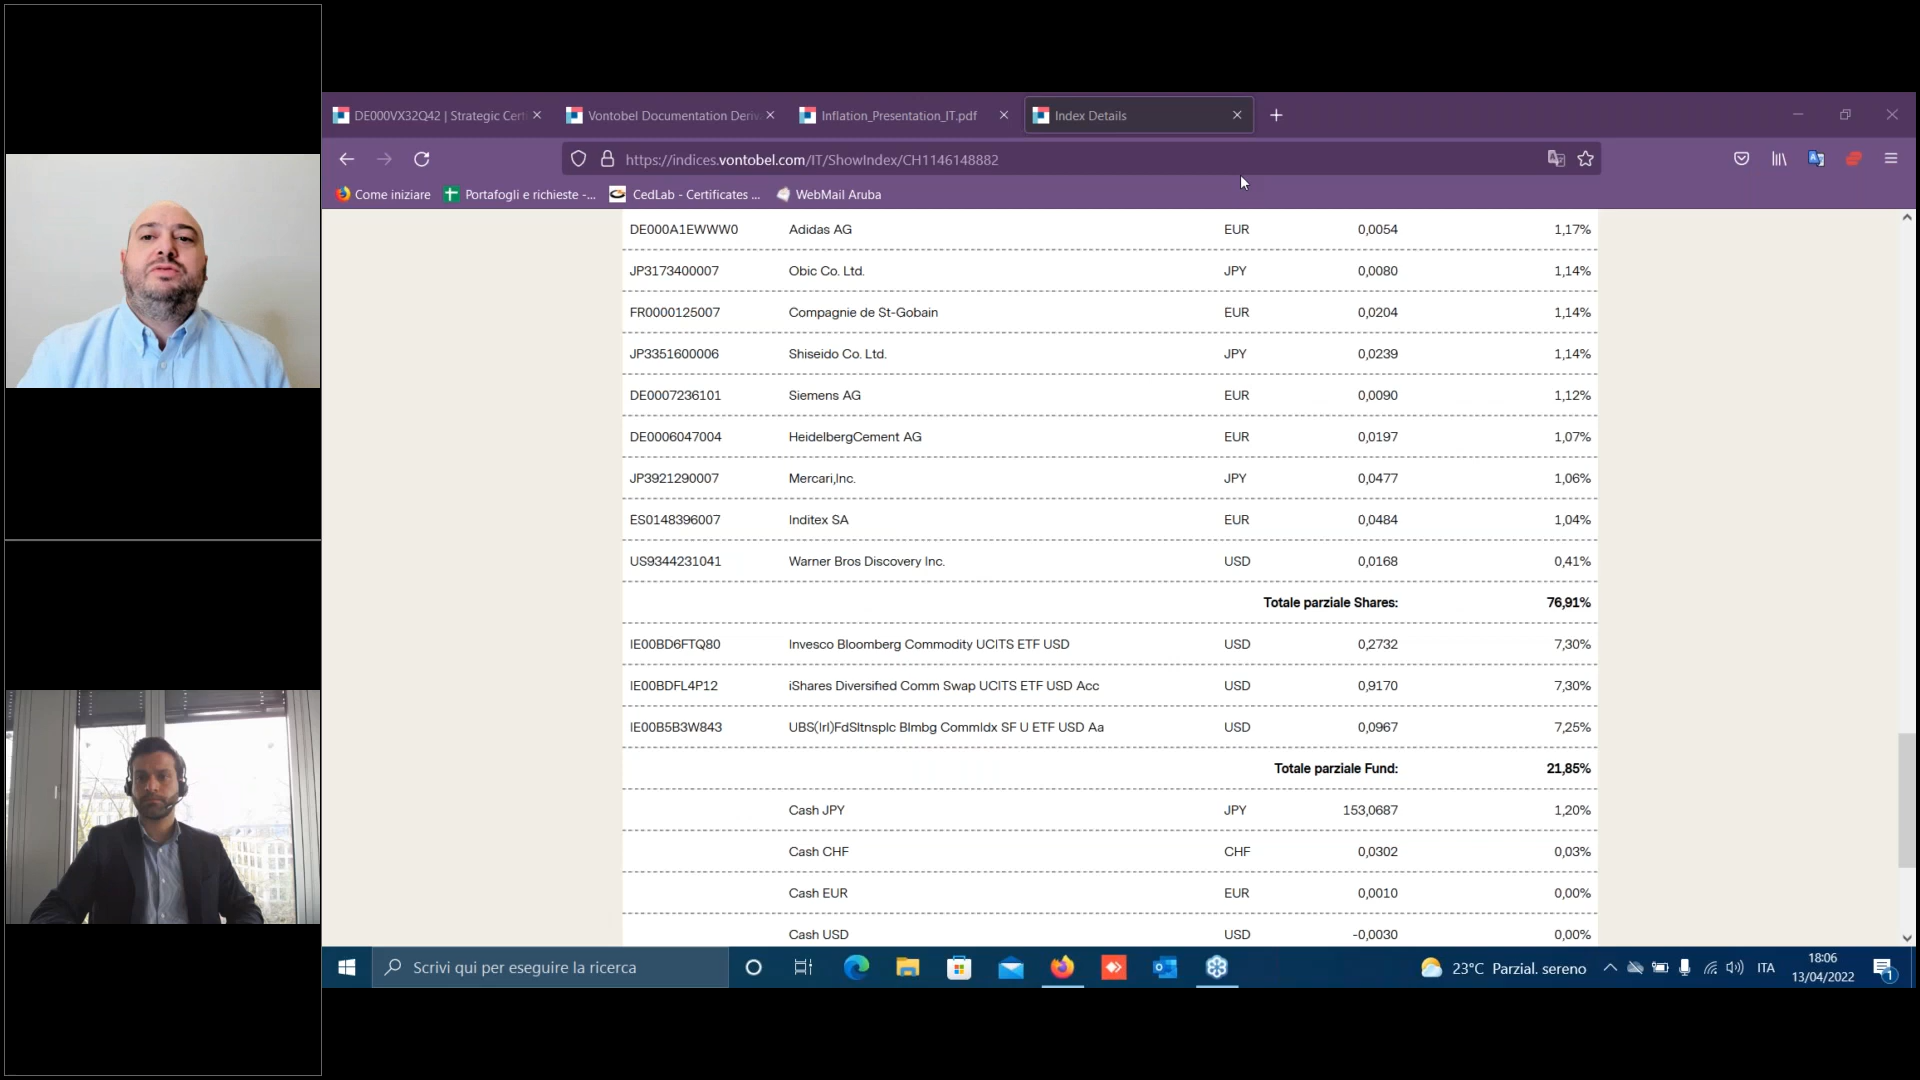 DE000VX32Q42 | Strategic Certi
Vontobel Documentation Deriv
Inflation_Presentation_IT.pdf
Index Details
https://indices.vontobel.com/IT/ShowIndex/CH1146148882
Come iniziare
Portafogli e richieste -...
CedLab - Certificates ...
WebMail Aruba
DE000A1EWWW0 Adidas AG EUR 0,0054 1,17%
JP3173400007 Obic Co. Ltd. JPY 0,0080 1,14%
FR0000125007 Compagnie de St-Gobain EUR 0,0204 1,14%
JP3351600006 Shiseido Co. Ltd. JPY 0,0239 1,14%
DE0007236101 Siemens AG EUR 0,0090 1,12%
DE0006047004 HeidelbergCement AG EUR 0,0197 1,07%
JP3921290007 Mercari,Inc. JPY 0,0477 1,06%
ES0148396007 Inditex SA EUR 0,0484 1,04%
US9344231041 Warner Bros Discovery Inc. USD 0,0168 0,41%
Totale parziale Shares: 76,91%
IE00BD6FTQ80 Invesco Bloomberg Commodity UCITS ETF USD USD 0,2732 7,30%
IE00BDFL4P12 iShares Diversified Comm Swap UCITS ETF USD Acc USD 0,9170 7,30%
IE00B5B3W843 UBS(Irl)FdSltnsplc Blmbg CommIdx SF U ETF USD Aa USD 0,0967 7,25%
Totale parziale Fund: 21,85%
Cash JPY JPY 153,0687 1,20%
Cash CHF CHF 0,0302 0,03%
Cash EUR EUR 0,0010 0,00%
Cash USD USD -0,0030 0,00%
Scrivi qui per eseguire la ricerca
23°C Parzial. sereno
ITA
18:06
13/04/2022
1